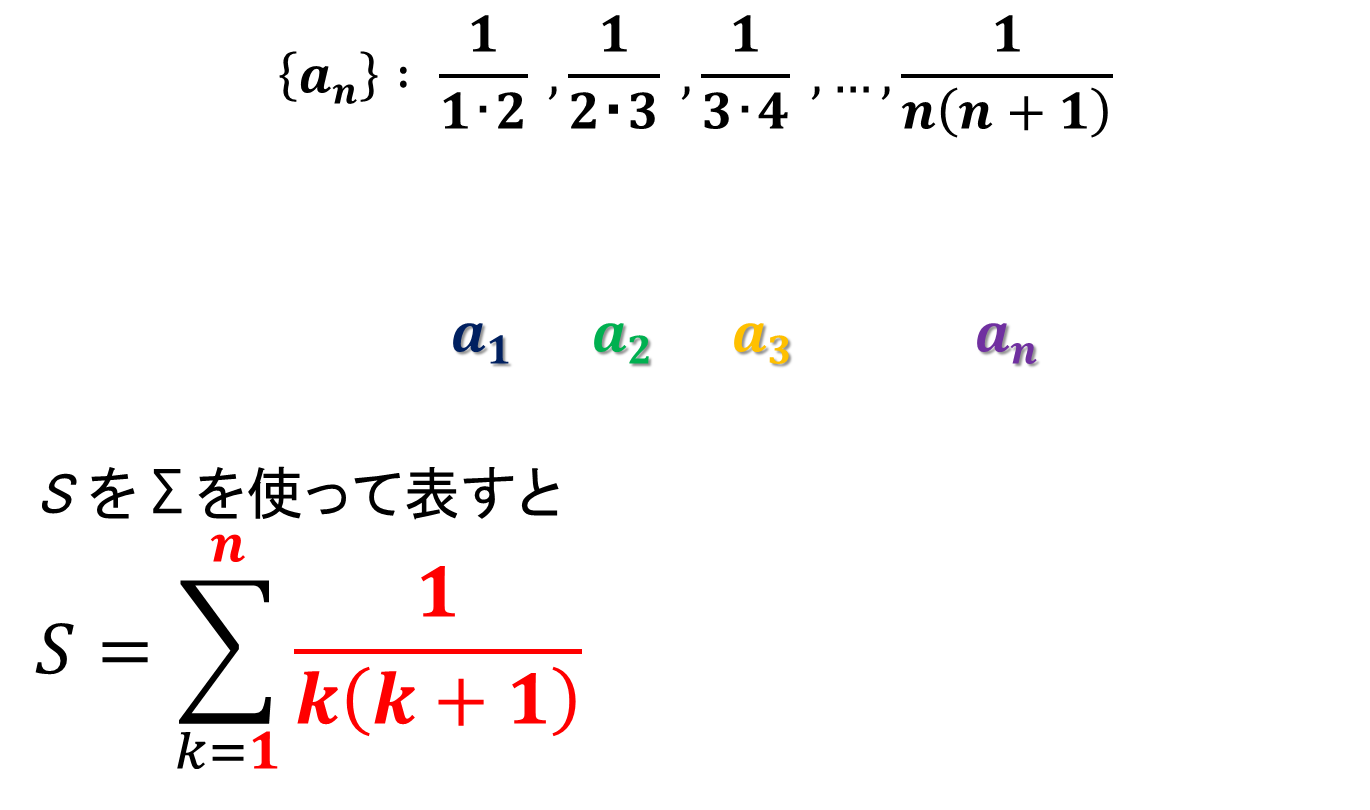 {aₙ}： 1/(1·2) , 1/(2·3) , 1/(3·4) , … , 1/(n(n + 1))
a₁ a₂ a₃ aₙ
SをΣを使って表すと
S = ∑_{k=1}^{n} 1/(k(k + 1))